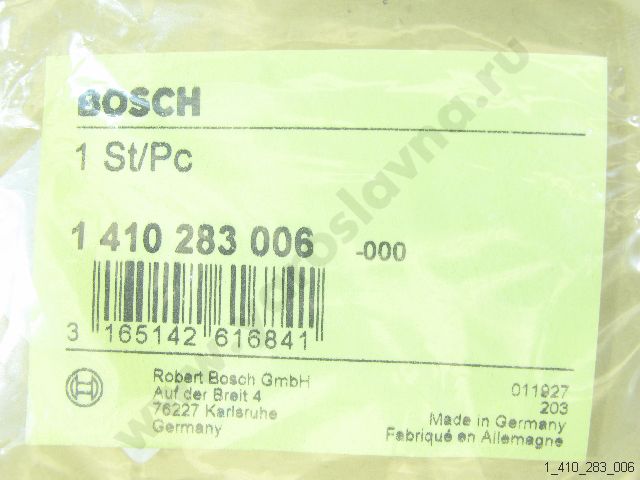 BOSCH
1 St/Pc
1 410 283 006 -000
3 165142 616841
Robert Bosch GmbH
Auf der Breit 4
76227 Karlsruhe
Germany
011927
203
Made in Germany
Fabriqué en Allemagne
1_410_283_006